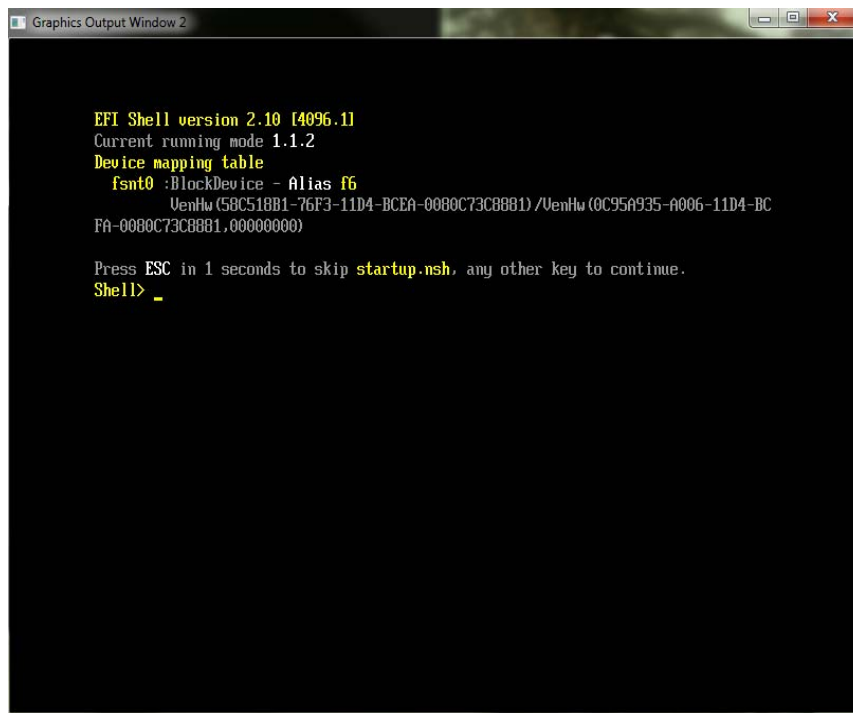 Graphics Output Window 2
EFI Shell version 2.10 [4096.1]
Current running mode 1.1.2
Device mapping table
fsnt0 :BlockDevice - Alias f6
VenHw(58C518B1-76F3-11D4-BCEA-0080C73C8881)/VenHw(0C95A935-A006-11D4-BC
FA-0080C73C8881,00000000)
Press ESC in 1 seconds to skip startup.nsh, any other key to continue.
Shell> _